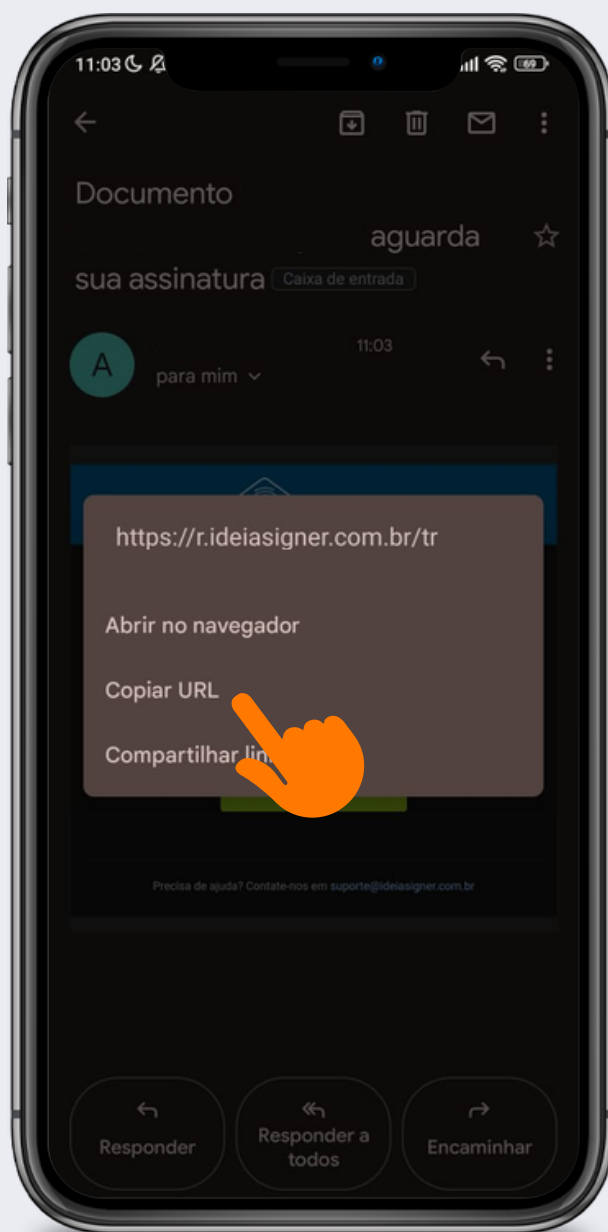 11:03
69
Documento
aguarda
sua assinatura Caixa de entrada
A
11:03
para mim
https://r.ideiasigner.com.br/tr
Abrir no navegador
Copiar URL
Compartilhar lin
Precisa de ajuda? Contate-nos em suporte@ideiasigner.com.br
Responder
Responder a
todos
Encaminhar